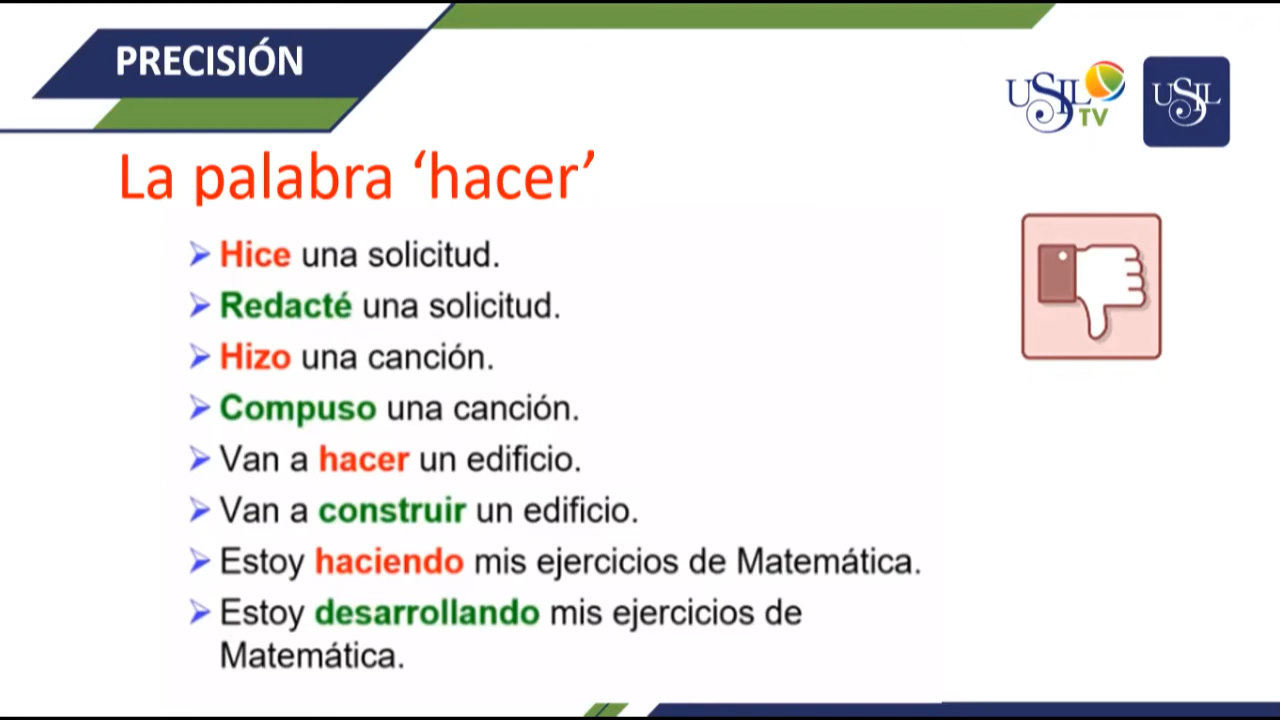 PRECISIÓN
USIL TV
USIL
La palabra ‘hacer’
Hice una solicitud.
Redacté una solicitud.
Hizo una canción.
Compuso una canción.
Van a hacer un edificio.
Van a construir un edificio.
Estoy haciendo mis ejercicios de Matemática.
Estoy desarrollando mis ejercicios de
Matemática.